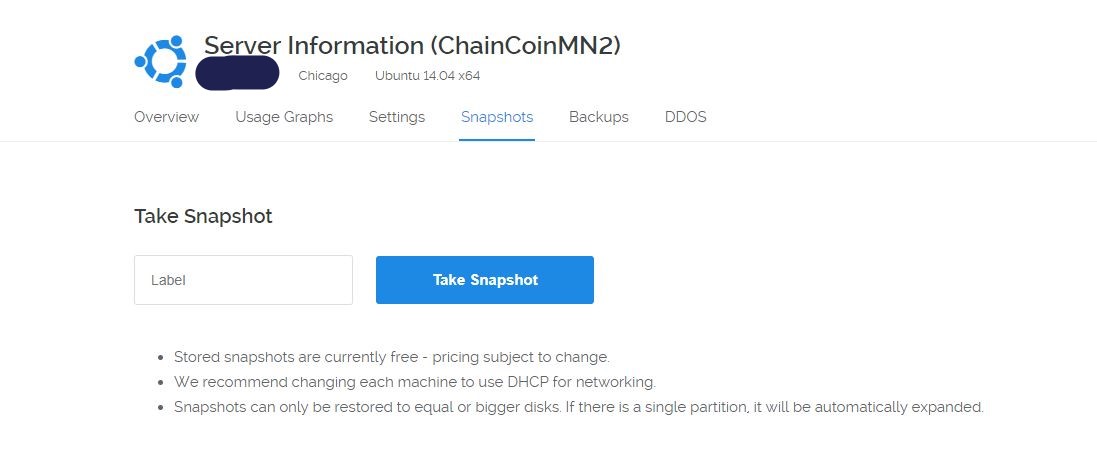 Server Information (ChainCoinMN2)
Chicago Ubuntu 14.04 x64
Overview Usage Graphs Settings Snapshots Backups DDOS
Take Snapshot
Label Take Snapshot
Stored snapshots are currently free - pricing subject to change.
We recommend changing each machine to use DHCP for networking.
Snapshots can only be restored to equal or bigger disks. If there is a single partition, it will be automatically expanded.